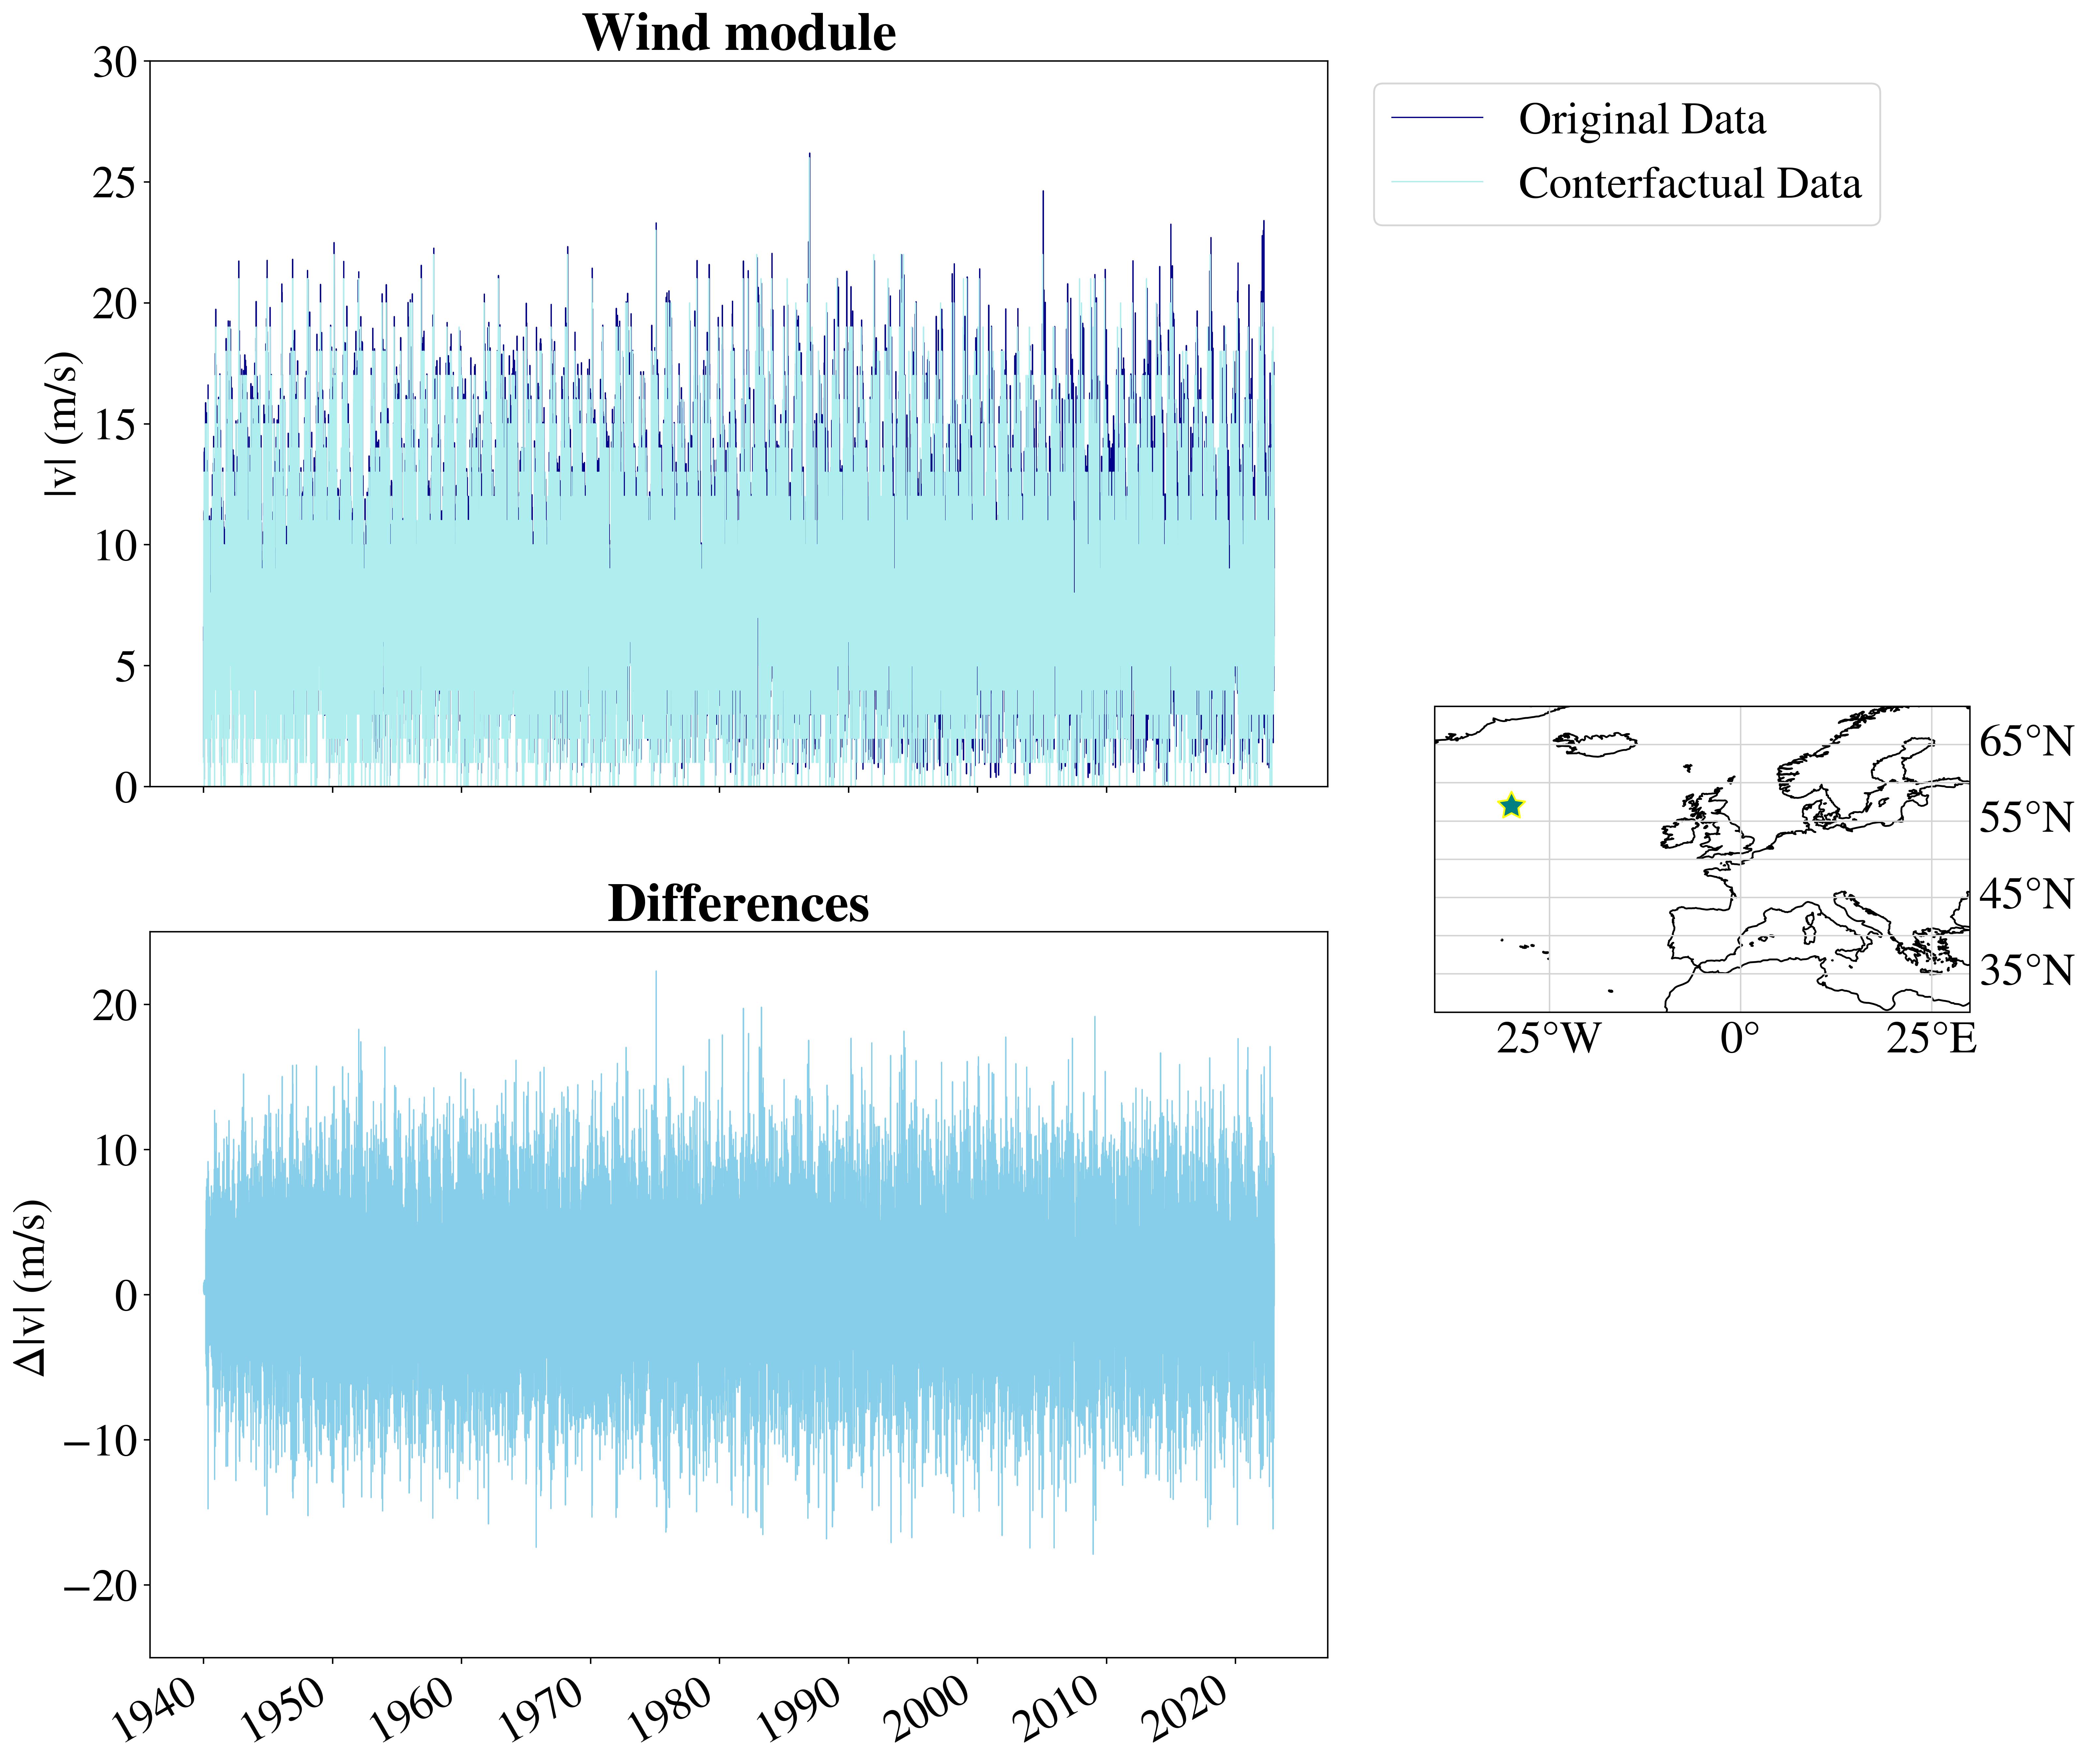 Wind module
30
25
20
15
10
5
0
|v| (m/s)
Original Data
Conterfactual Data
65°N
55°N
45°N
35°N
25°W 0° 25°E
Differences
20
10
0
−10
−20
Δ|v| (m/s)
1940 1950 1960 1970 1980 1990 2000 2010 2020